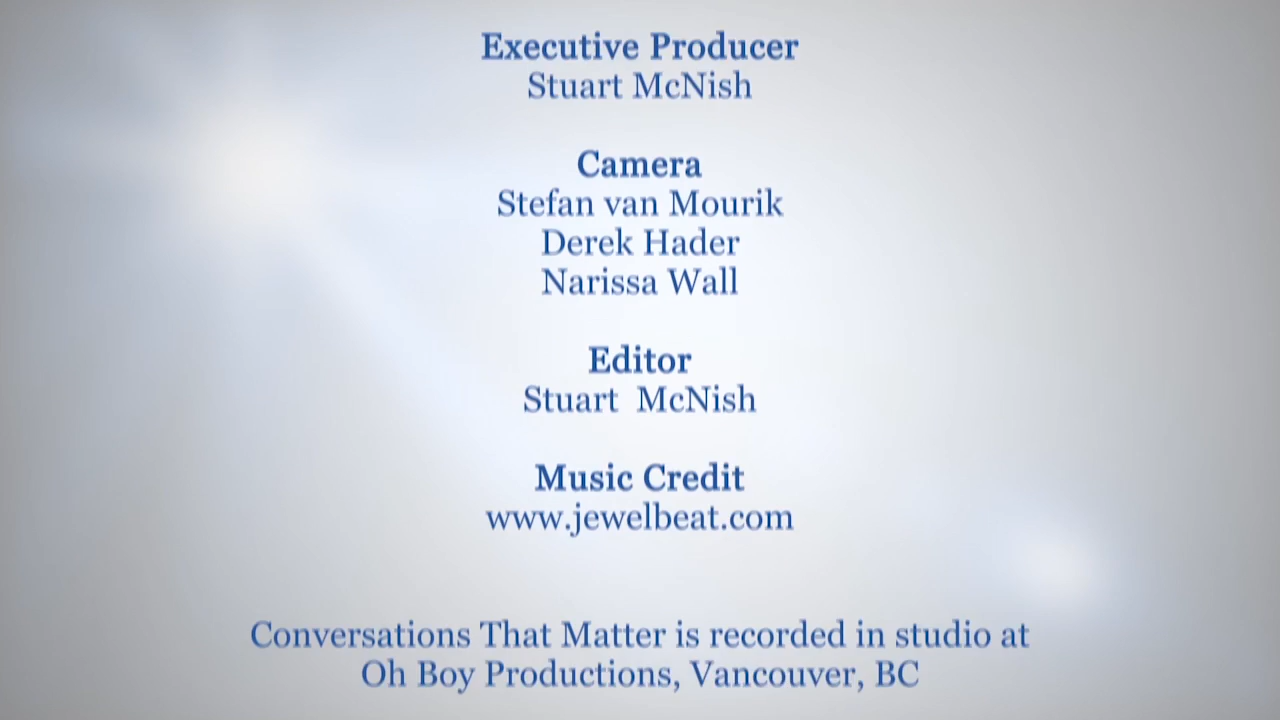 Executive Producer
Stuart McNish
Camera
Stefan van Mourik
Derek Hader
Narissa Wall
Editor
Stuart  McNish
Music Credit
www.jewelbeat.com
Conversations That Matter is recorded in studio at
Oh Boy Productions, Vancouver, BC